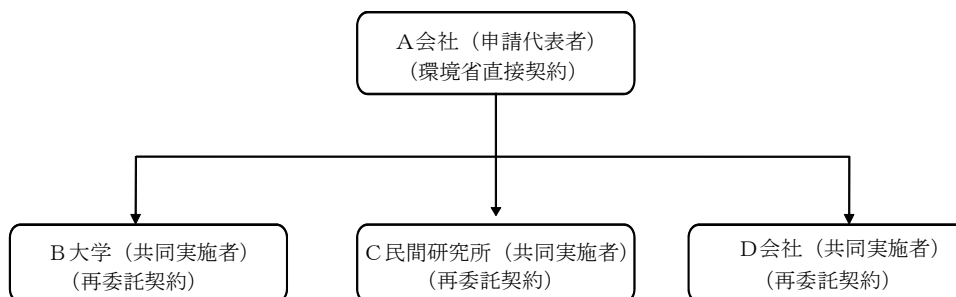 A会社（申請代表者）
（環境省直接契約）
B大学（共同実施者）
（再委託契約）
C民間研究所（共同実施者）
（再委託契約）
D会社（共同実施者）
（再委託契約）